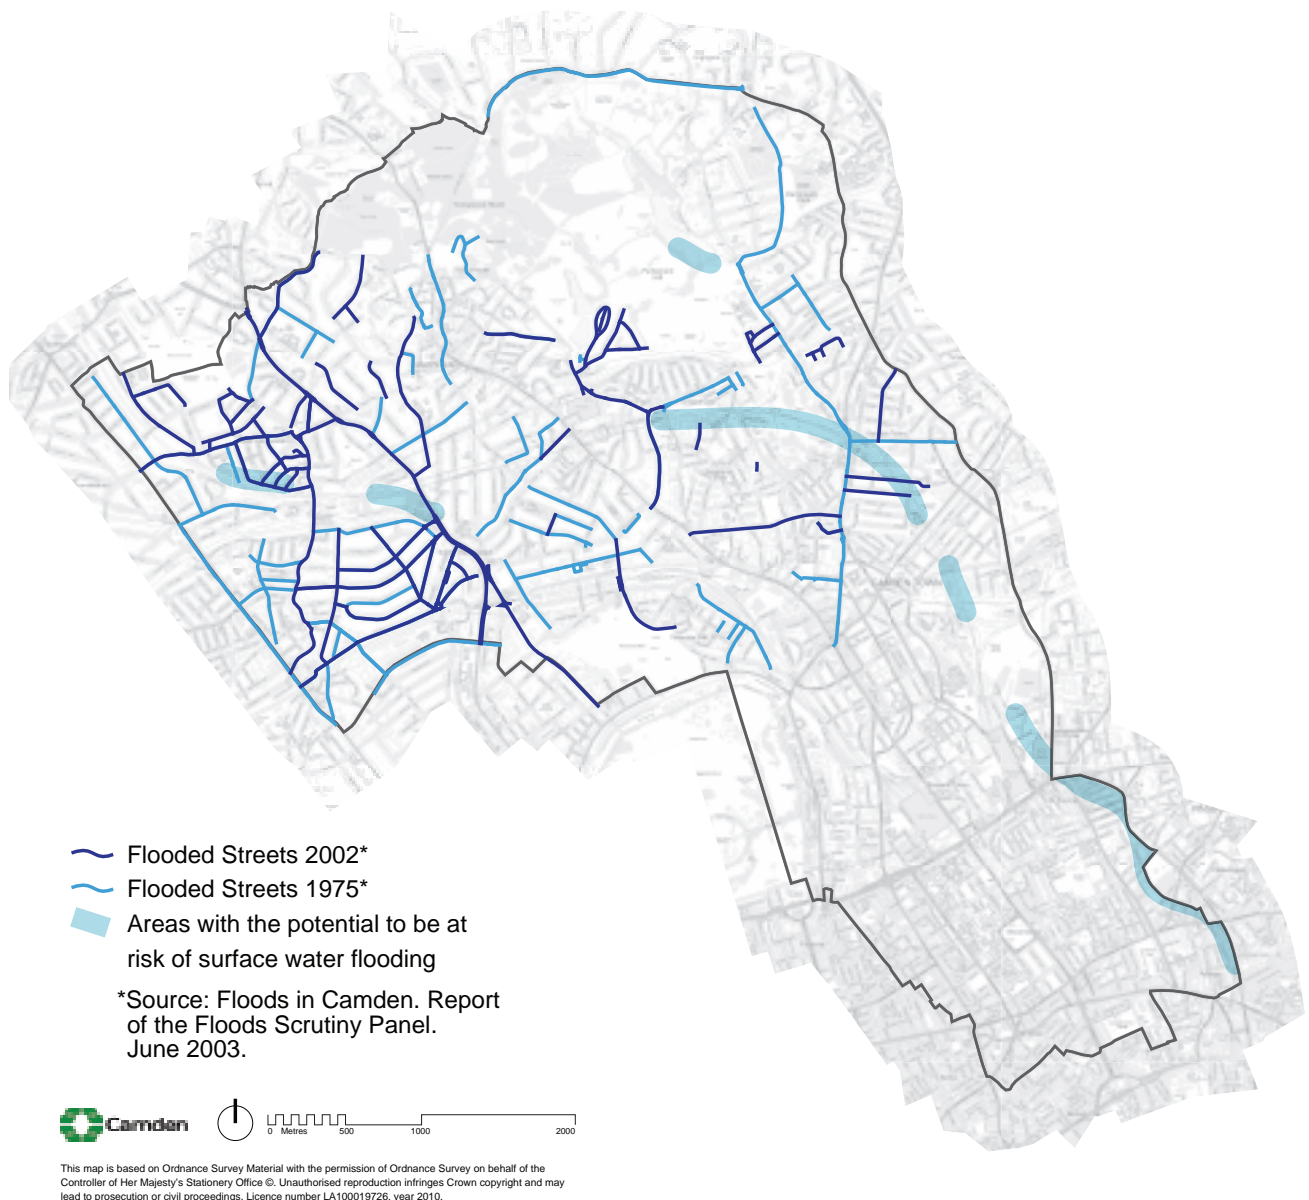 Flooded Streets 2002*
Flooded Streets 1975*
Areas with the potential to be at
risk of surface water flooding
*Source: Floods in Camden. Report
of the Floods Scrutiny Panel.
June 2003.
Camden
0 Metres 500 1000 2000
This map is based on Ordnance Survey Material with the permission of Ordnance Survey on behalf of the
Controller of Her Majesty's Stationery Office ©. Unauthorised reproduction infringes Crown copyright and may
lead to prosecution or civil proceedings. Licence number LA100019726, year 2010.